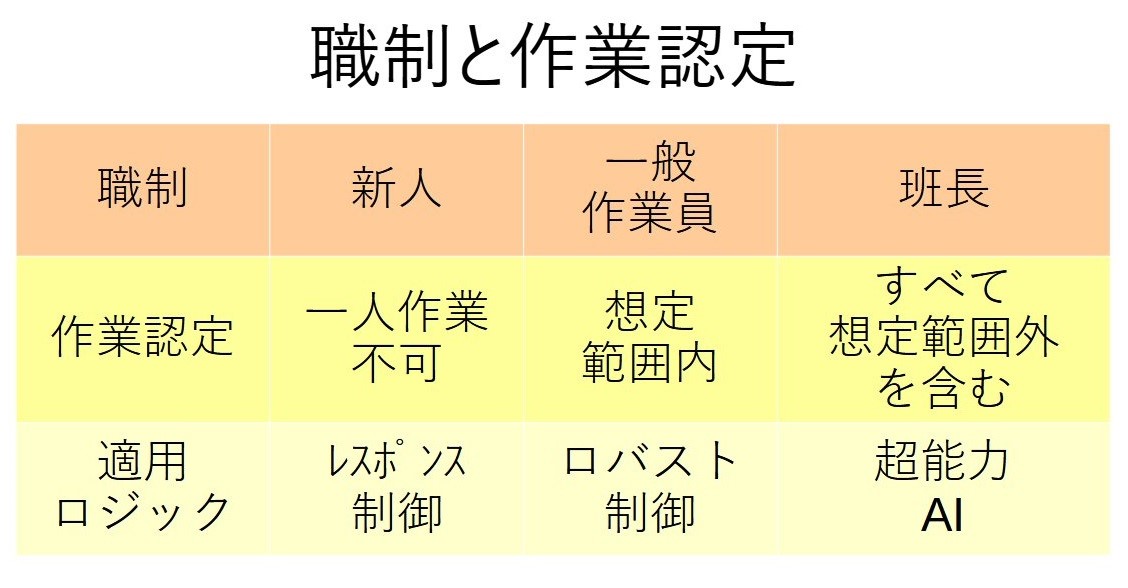 職制と作業認定
職制
新人
一般
作業員
班長
作業認定
一人作業
不可
想定
範囲内
すべて
想定範囲外
を含む
適用
ロジック
ﾚｽﾎﾟﾝｽ
制御
ロバスト
制御
超能力
AI